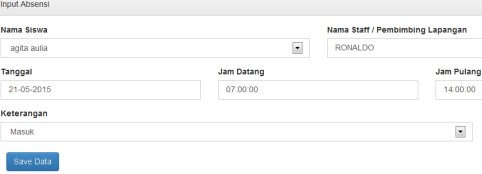 Input Absensi
Nama Siswa Nama Staff / Pembimbing Lapangan
agita aulia RONALDO
Tanggal Jam Datang Jam Pulang
21-05-2015 07:00:00 14:00:00
Keterangan
Masuk
Save Data